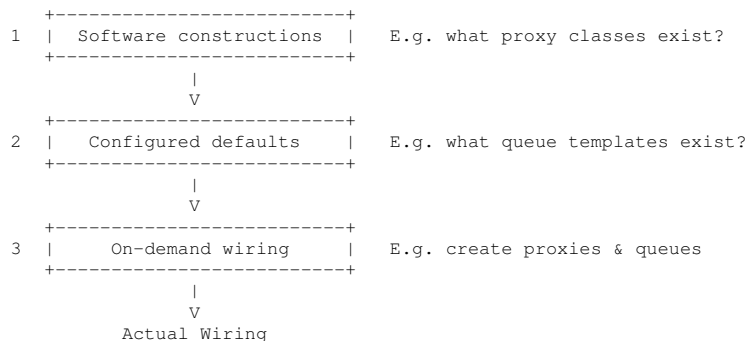 1 | Software constructions | E.g. what proxy classes exist?
|
V
2 | Configured defaults | E.g. what queue templates exist?
|
V
3 | On-demand wiring | E.g. create proxies & queues
|
V
Actual Wiring